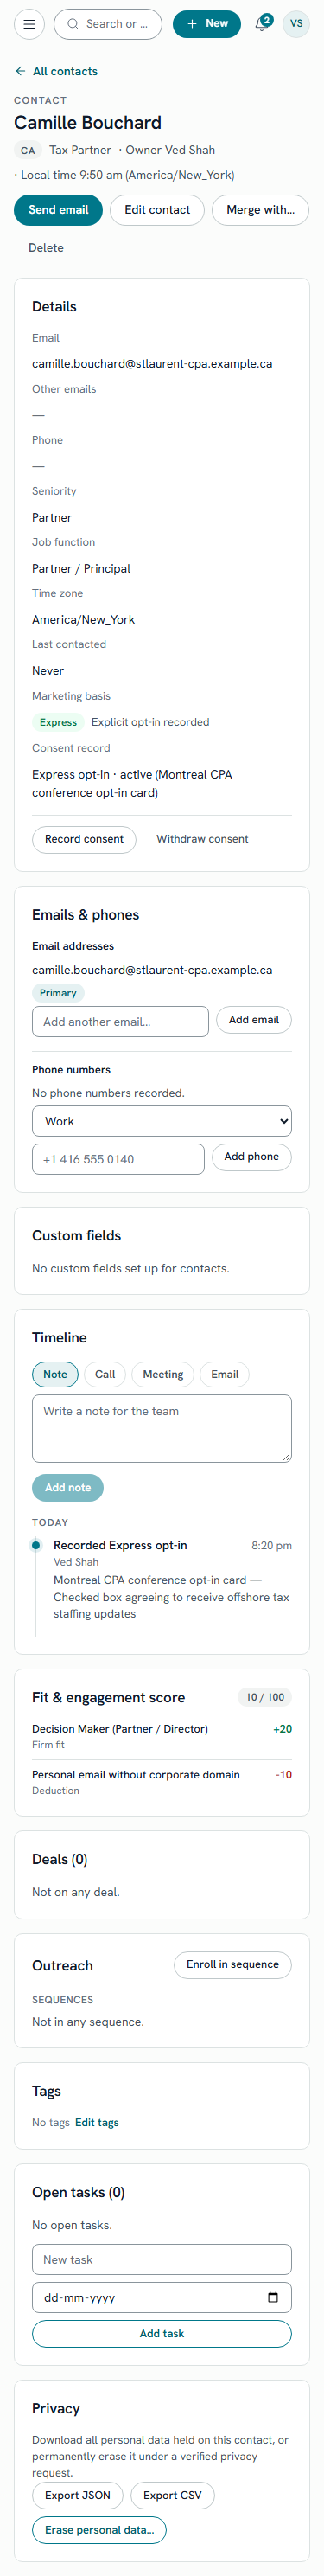 Search or ...
New
2
VS
All contacts
CONTACT
Camille Bouchard
CA Tax Partner · Owner Ved Shah
· Local time 9:50 am (America/New_York)
Send email
Edit contact
Merge with...
Delete
Details
Email
camille.bouchard@stlaurent-cpa.example.ca
Other emails
—
Phone
—
Seniority
Partner
Job function
Partner / Principal
Time zone
America/New_York
Last contacted
Never
Marketing basis
Express Explicit opt-in recorded
Consent record
Express opt-in · active (Montreal CPA
conference opt-in card)
Record consent
Withdraw consent
Emails & phones
Email addresses
camille.bouchard@stlaurent-cpa.example.ca
Primary
Add another email...
Add email
Phone numbers
No phone numbers recorded.
Work
+1 416 555 0140
Add phone
Custom fields
No custom fields set up for contacts.
Timeline
Note
Call
Meeting
Email
Write a note for the team
Add note
TODAY
Recorded Express opt-in 8:20 pm
Ved Shah
Montreal CPA conference opt-in card —
Checked box agreeing to receive offshore tax
staffing updates
Fit & engagement score 10 / 100
Decision Maker (Partner / Director) +20
Firm fit
Personal email without corporate domain -10
Deduction
Deals (0)
Not on any deal.
Outreach
Enroll in sequence
SEQUENCES
Not in any sequence.
Tags
No tags Edit tags
Open tasks (0)
No open tasks.
New task
dd-mm-yyyy
Add task
Privacy
Download all personal data held on this contact, or
permanently erase it under a verified privacy
request.
Export JSON
Export CSV
Erase personal data...